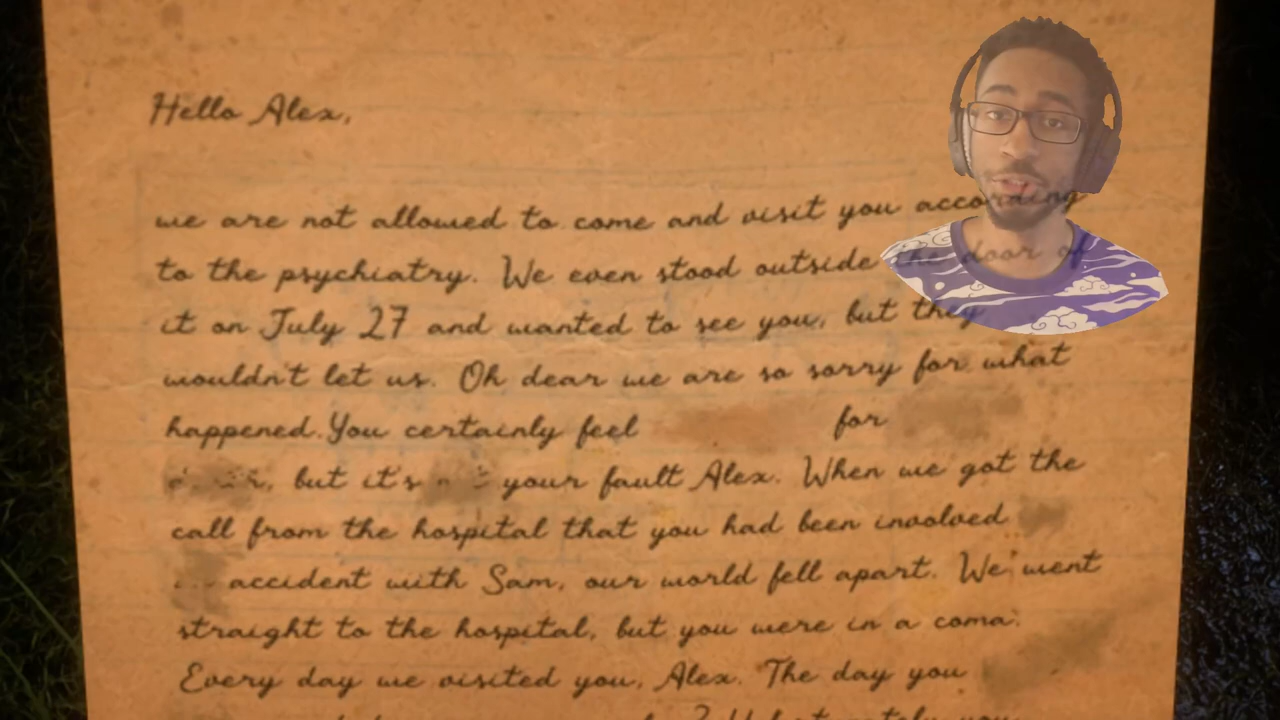 Hello Alex,
we are not allowed to come and visit you according
to the psychiatry. We even stood outside the door of
it on July 27 and wanted to see you, but they
wouldn't let us. Oh dear we are so sorry for what
happened. You certainly feel for
, but it's your fault Alex. When we got the
call from the hospital that you had been involved
accident with Sam, our world fell apart. We went
straight to the hospital, but you were in a coma.
Every day we visited you, Alex. The day you